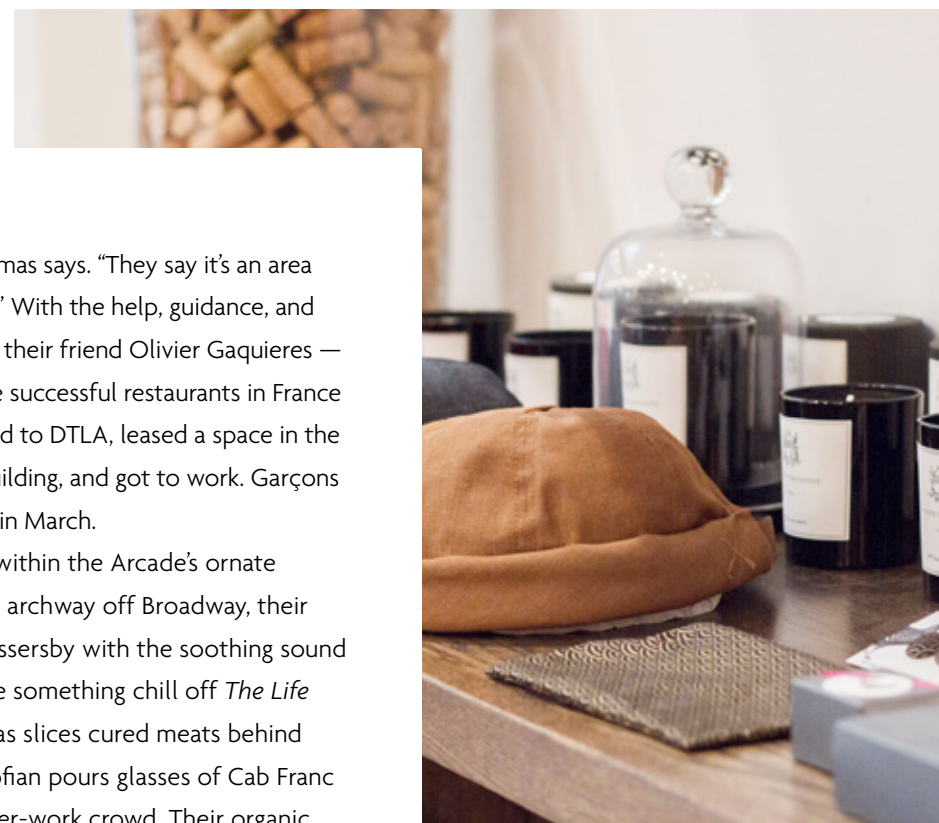 mas says. “They say it’s an area
.” With the help, guidance, and
their friend Olivier Gaquieres —
e successful restaurants in France
d to DTLA, leased a space in the
ilding, and got to work. Garçons
in March.
within the Arcade’s ornate
archway off Broadway, their
ssersby with the soothing sound
e something chill off The Life
as slices cured meats behind
ofian pours glasses of Cab Franc
er-work crowd. Their organic